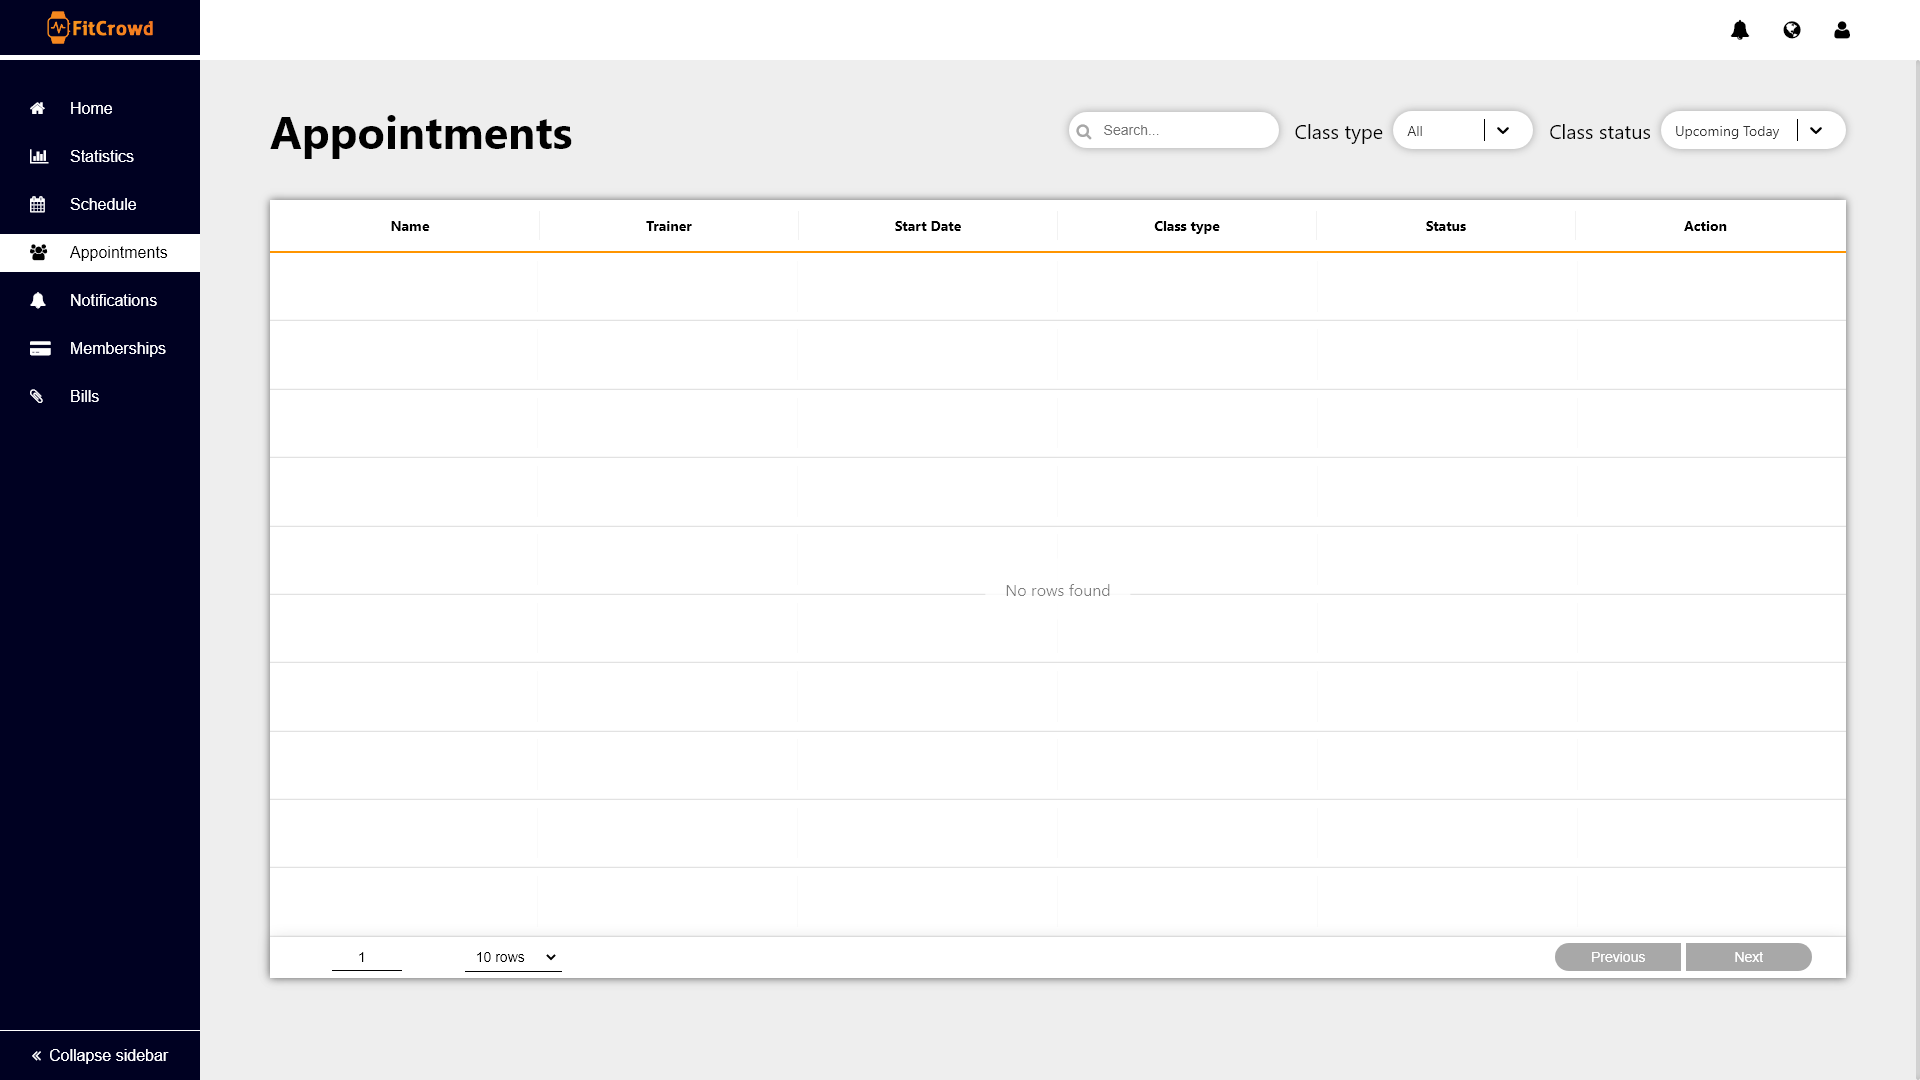 FitCrowd
Home
Statistics
Schedule
Appointments
Notifications
Memberships
Bills
« Collapse sidebar
Appointments
Search...
Class type
All
Class status
Upcoming Today
Name Trainer Start Date Class type Status Action
No rows found
1
10 rows
Previous
Next